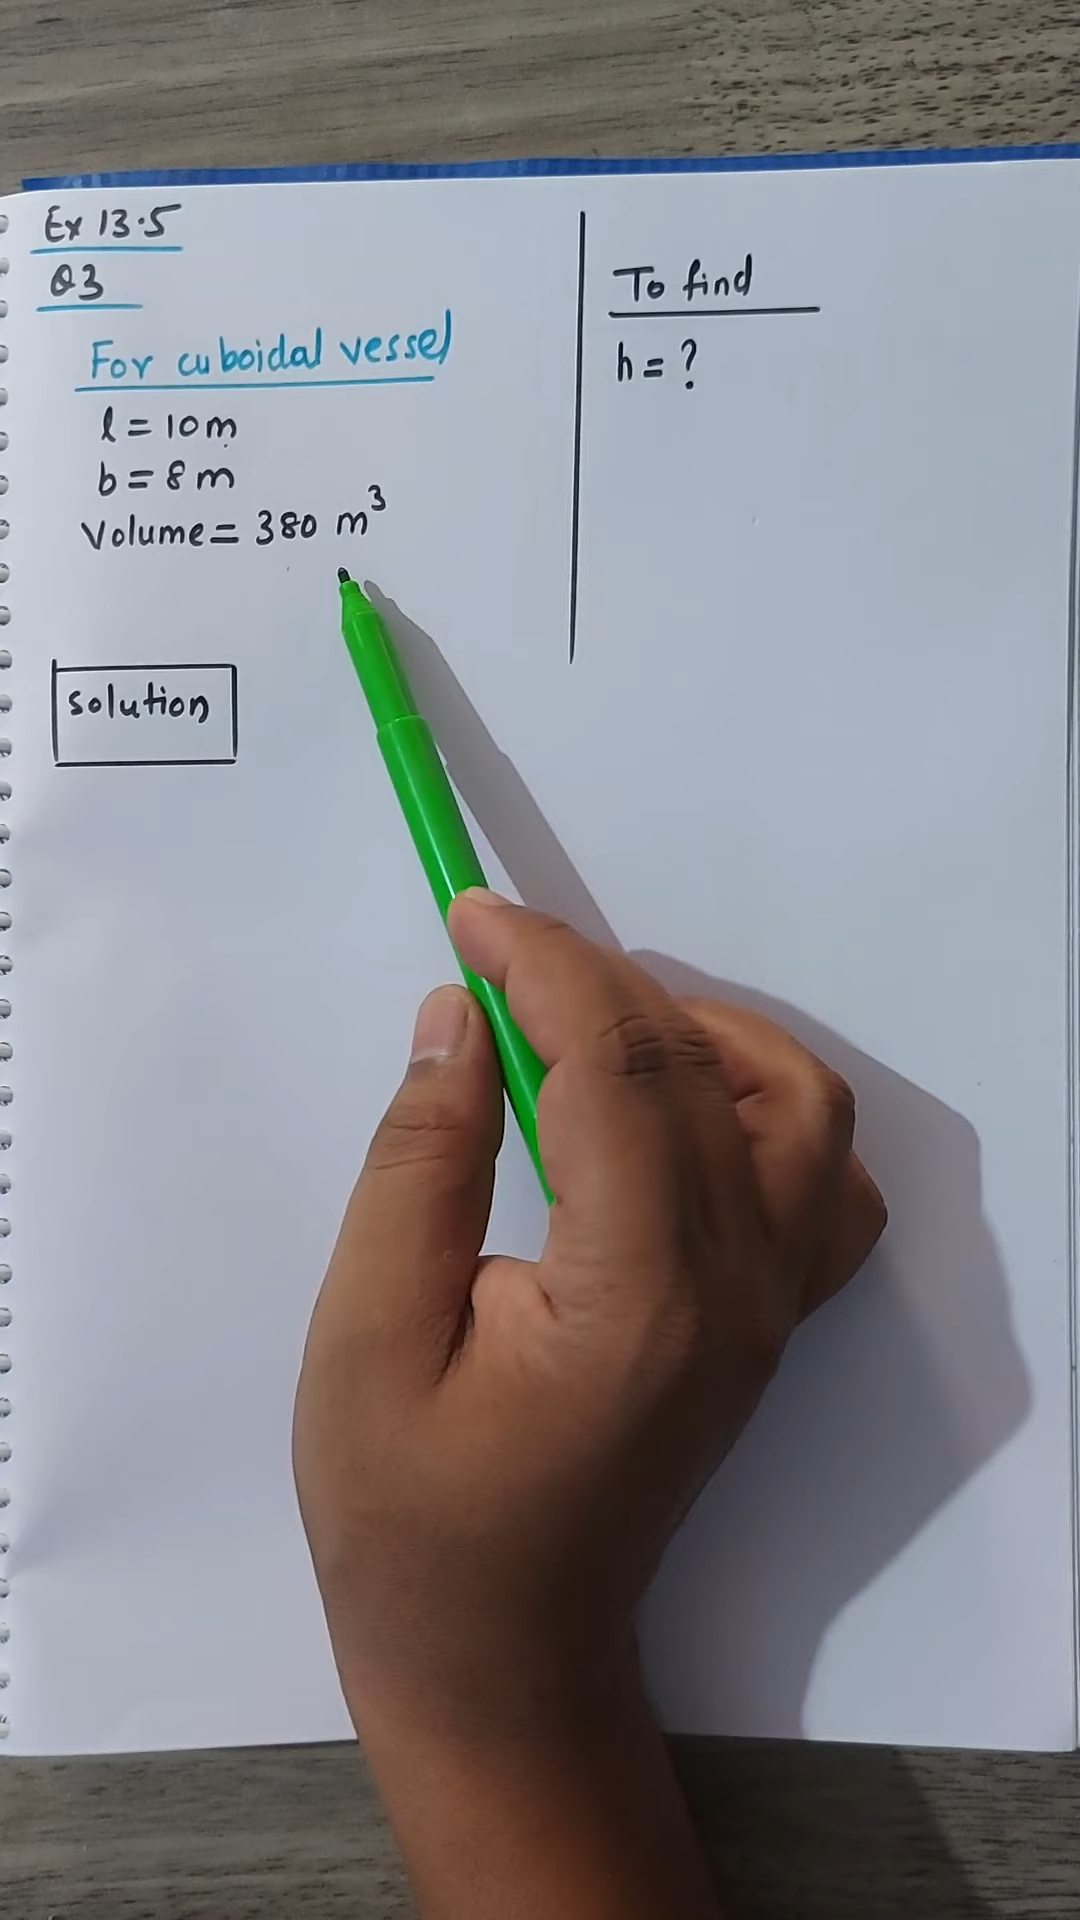 Ex 13.5
Q3
For cuboidal vessel
l = 10m
b = 8 m
Volume = 380 m³
To find
h = ?
solution